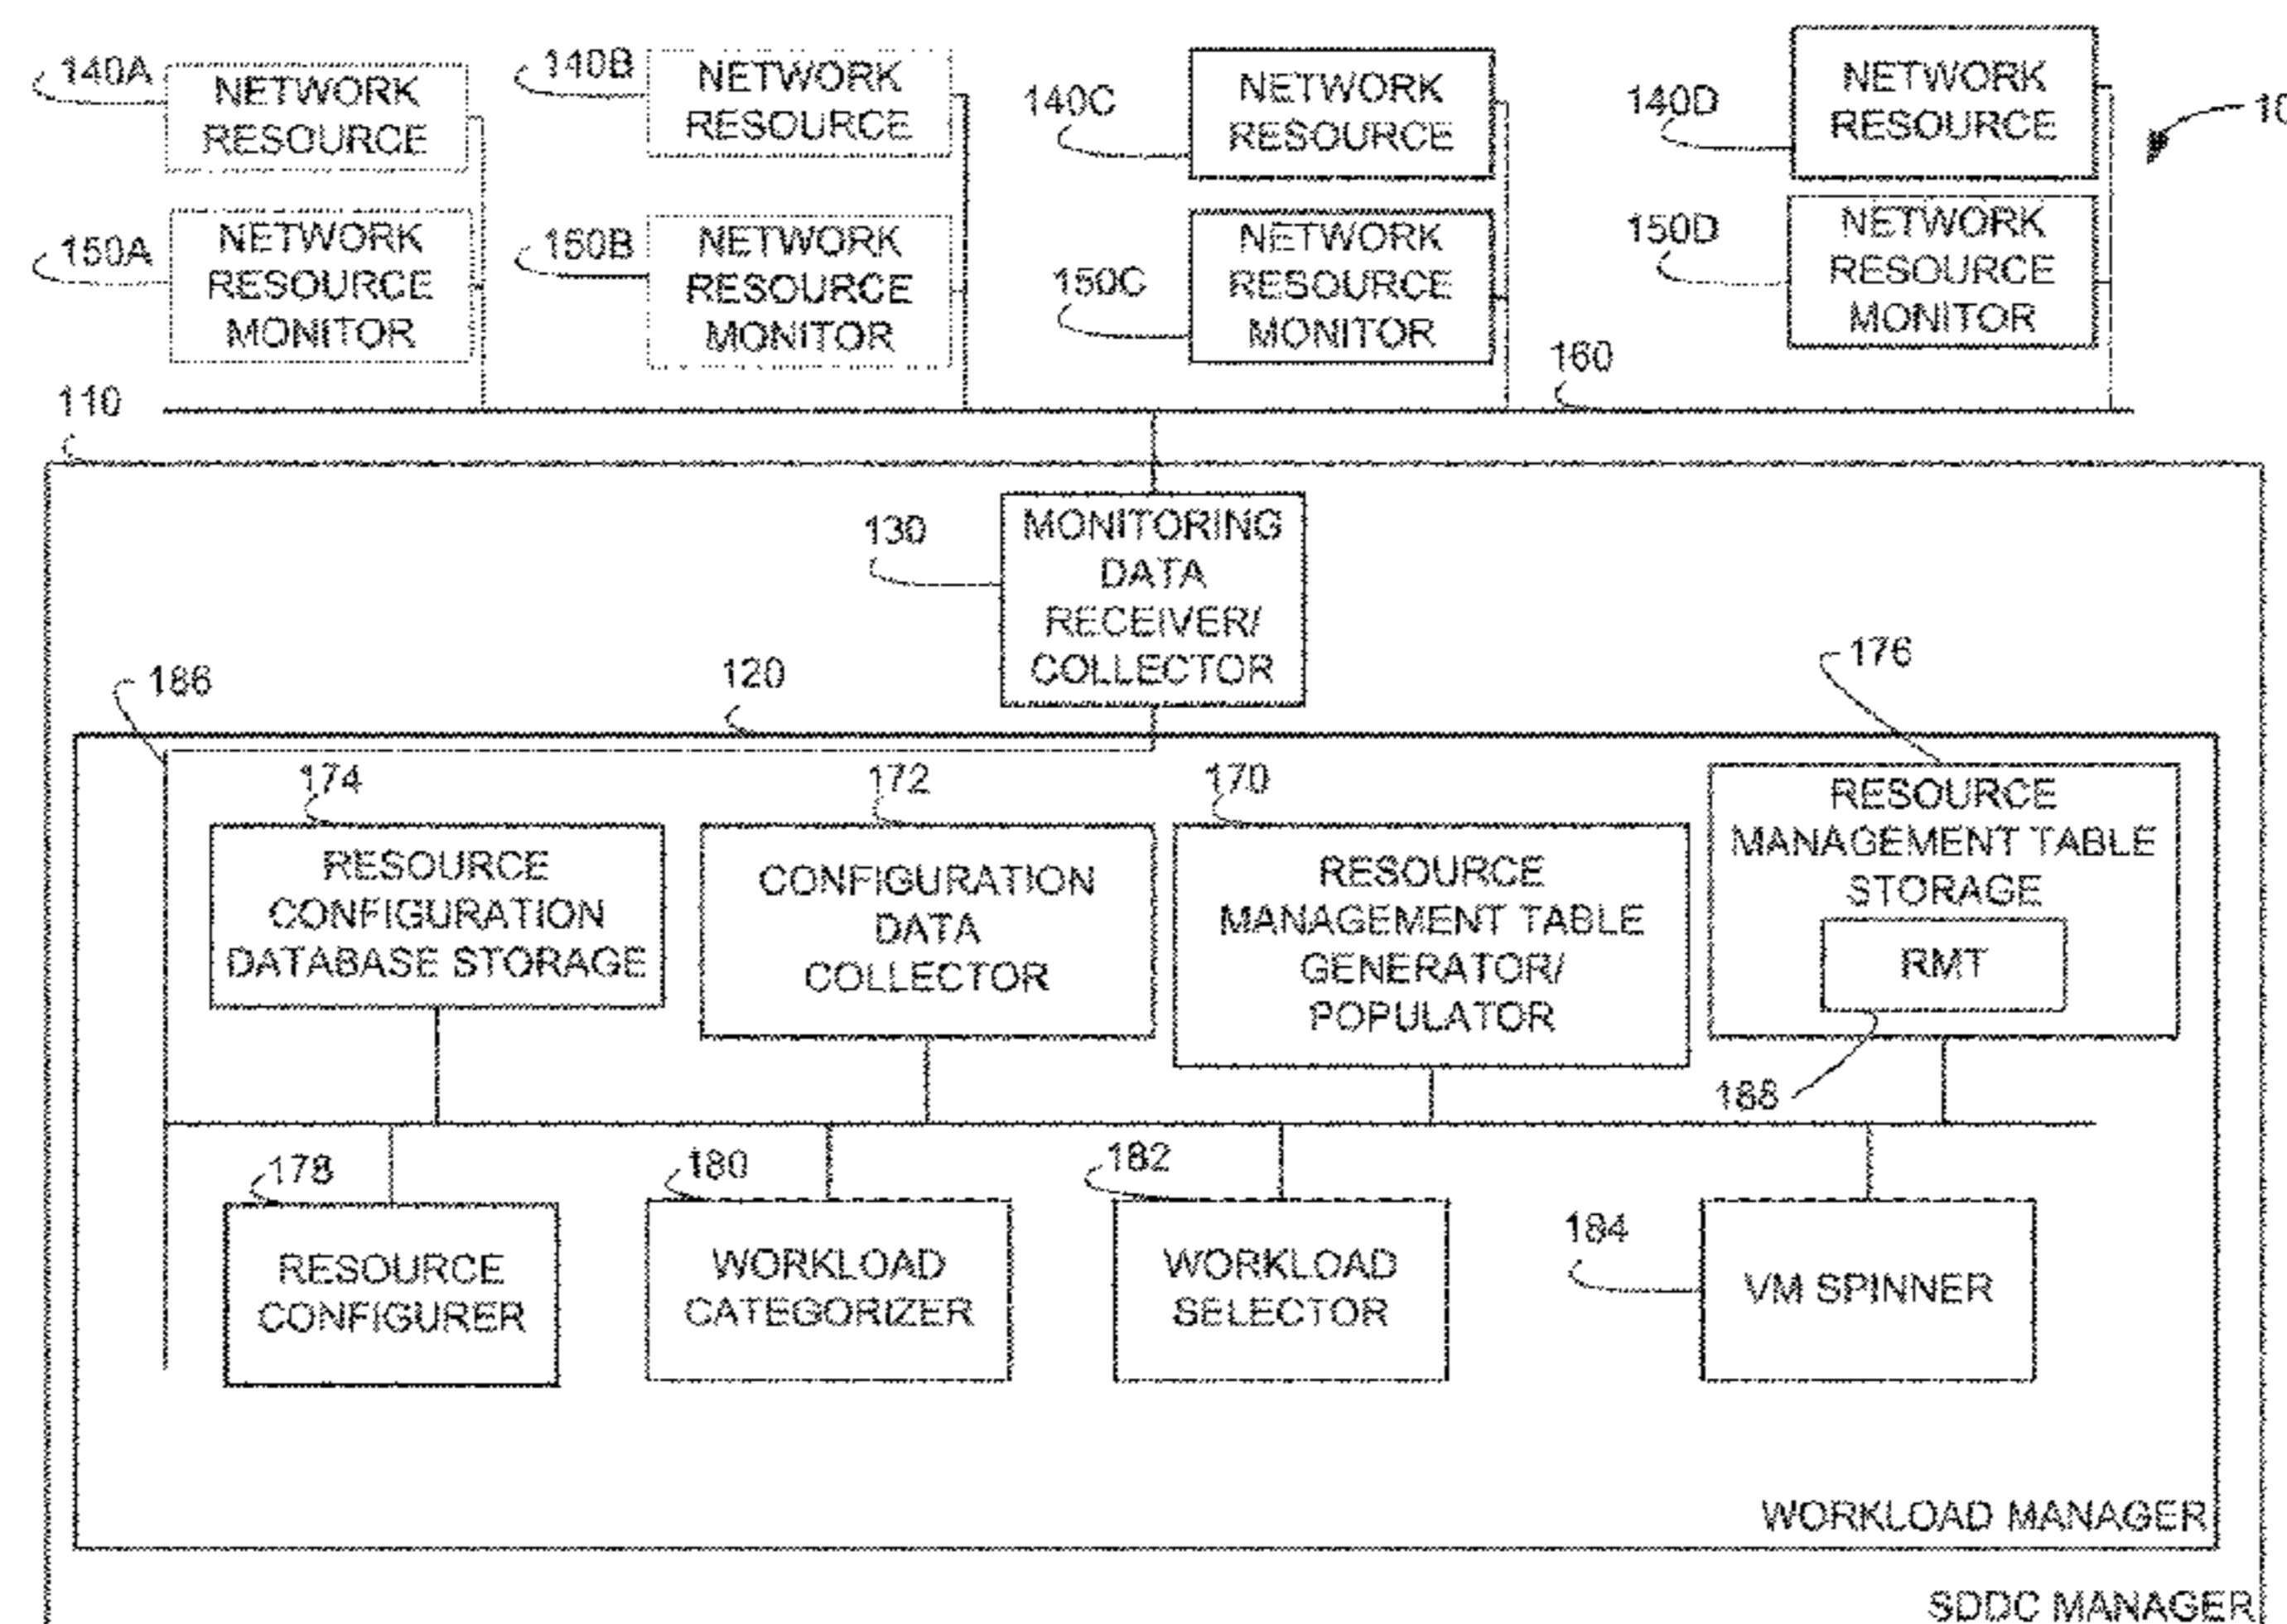 140A
NETWORK
RESOURCE
140B
NETWORK
RESOURCE
140C
NETWORK
RESOURCE
140D
NETWORK
RESOURCE
10
150A
NETWORK
RESOURCE
MONITOR
150B
NETWORK
RESOURCE
MONITOR
150C
NETWORK
RESOURCE
MONITOR
150D
NETWORK
RESOURCE
MONITOR
160
110
130
MONITORING
DATA
RECEIVER/
COLLECTOR
186
120
176
174
RESOURCE
CONFIGURATION
DATABASE STORAGE
172
CONFIGURATION
DATA
COLLECTOR
170
RESOURCE
MANAGEMENT TABLE
GENERATOR/
POPULATOR
RESOURCE
MANAGEMENT TABLE
STORAGE
RMT
188
178
RESOURCE
CONFIGURER
180
WORKLOAD
CATEGORIZER
182
WORKLOAD
SELECTOR
184
VM SPINNER
WORKLOAD MANAGER
SDDC MANAGER